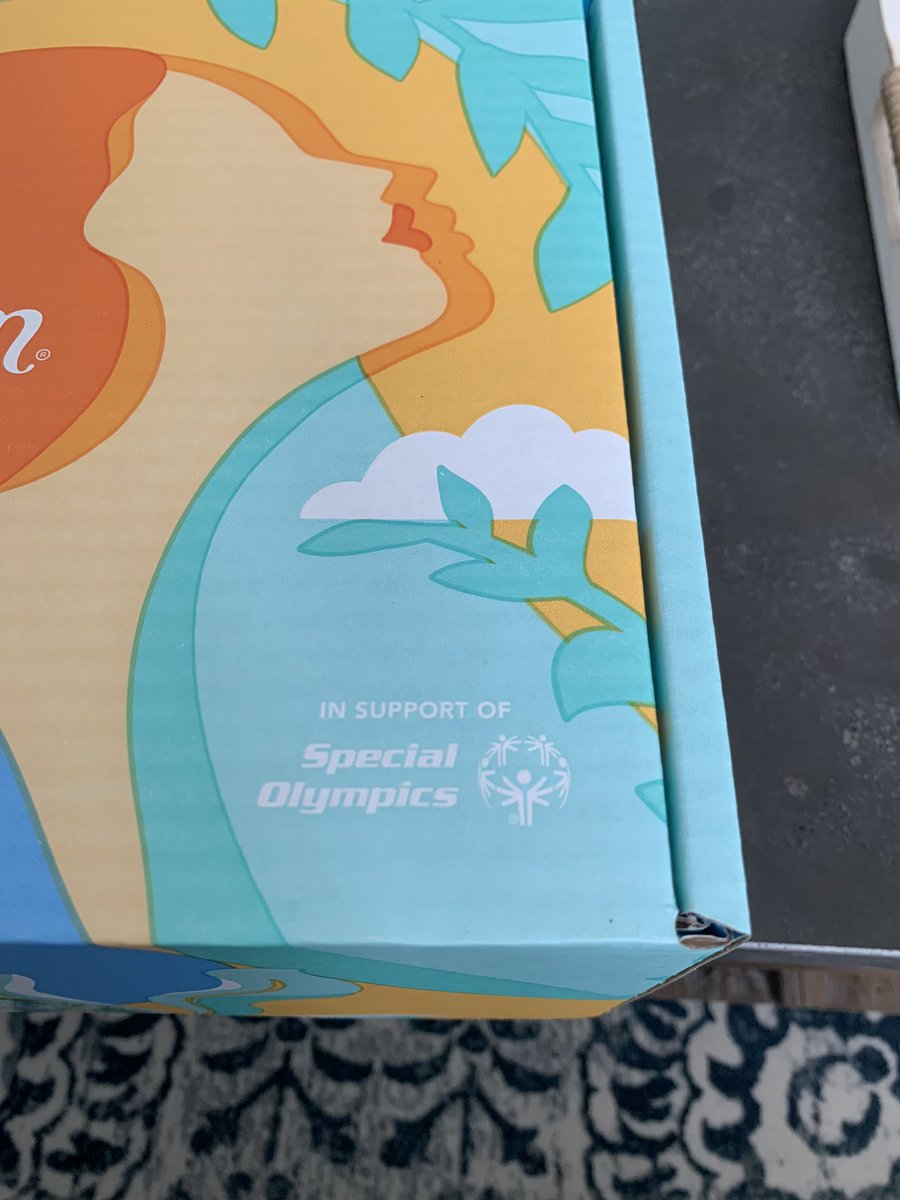 n®
IN SUPPORT OF
Special
Olympics